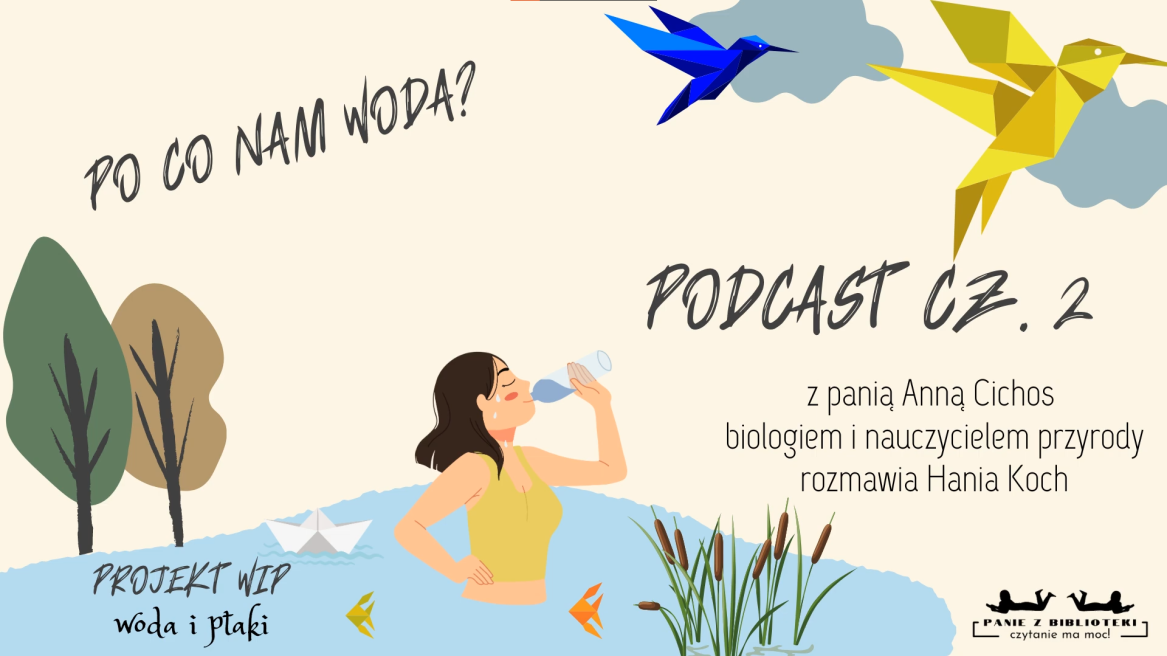 PO CO NAM WODA?
PODCAST CZ. 2
z panią Anną Cichos
biologiem i nauczycielem przyrody
rozmawia Hania Koch
PROJEKT WIP
woda i ptaki
PANIE Z BIBLIOTEKI
czytanie ma moc!